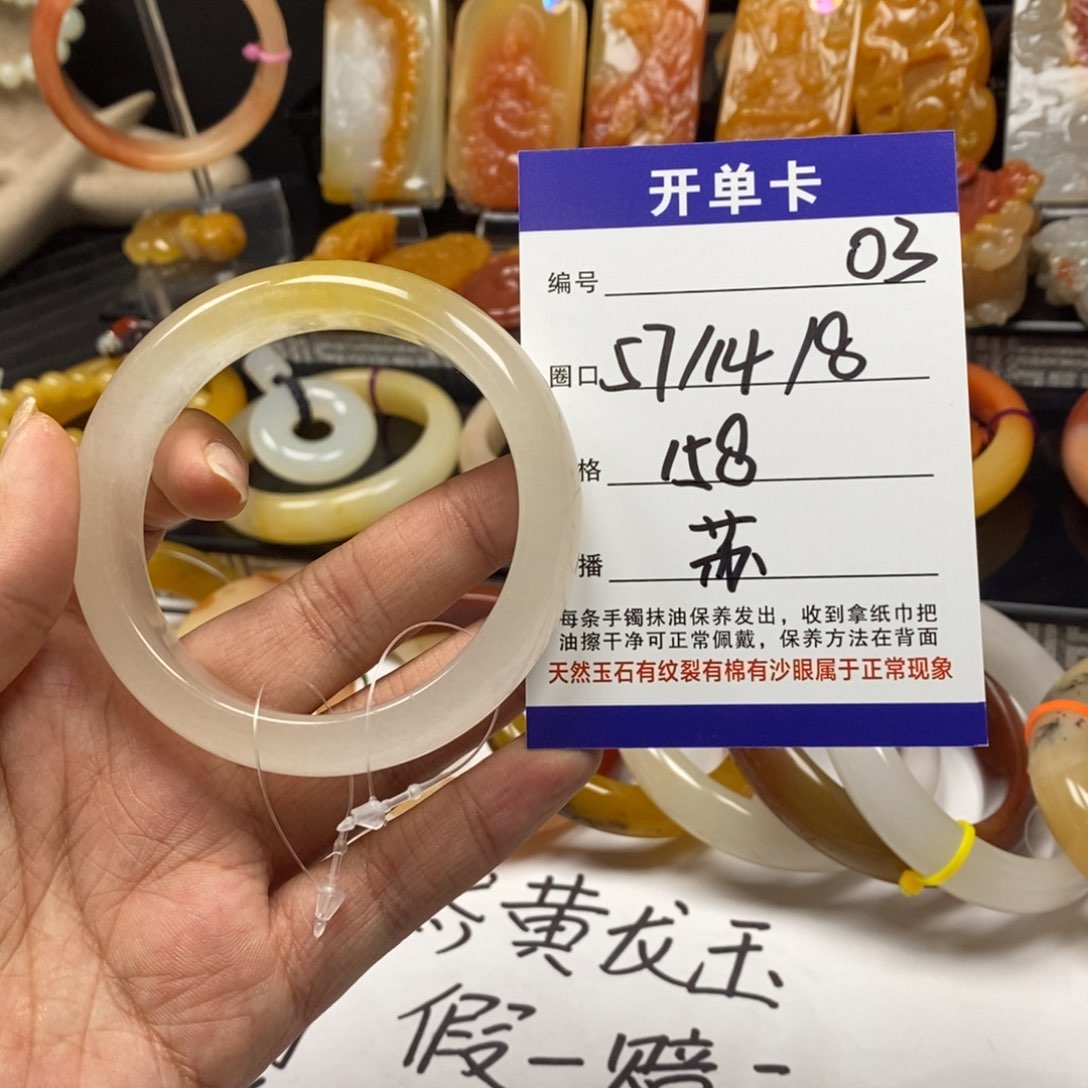 开单卡
编号 03
圈口 57/14/8
格 158
播 苏
每条手镯抹油保养发出，收到拿纸巾把
油擦干净可正常佩戴，保养方法在背面
天然玉石有纹裂有棉有沙眼属于正常现象
黄龙玉
假一赔